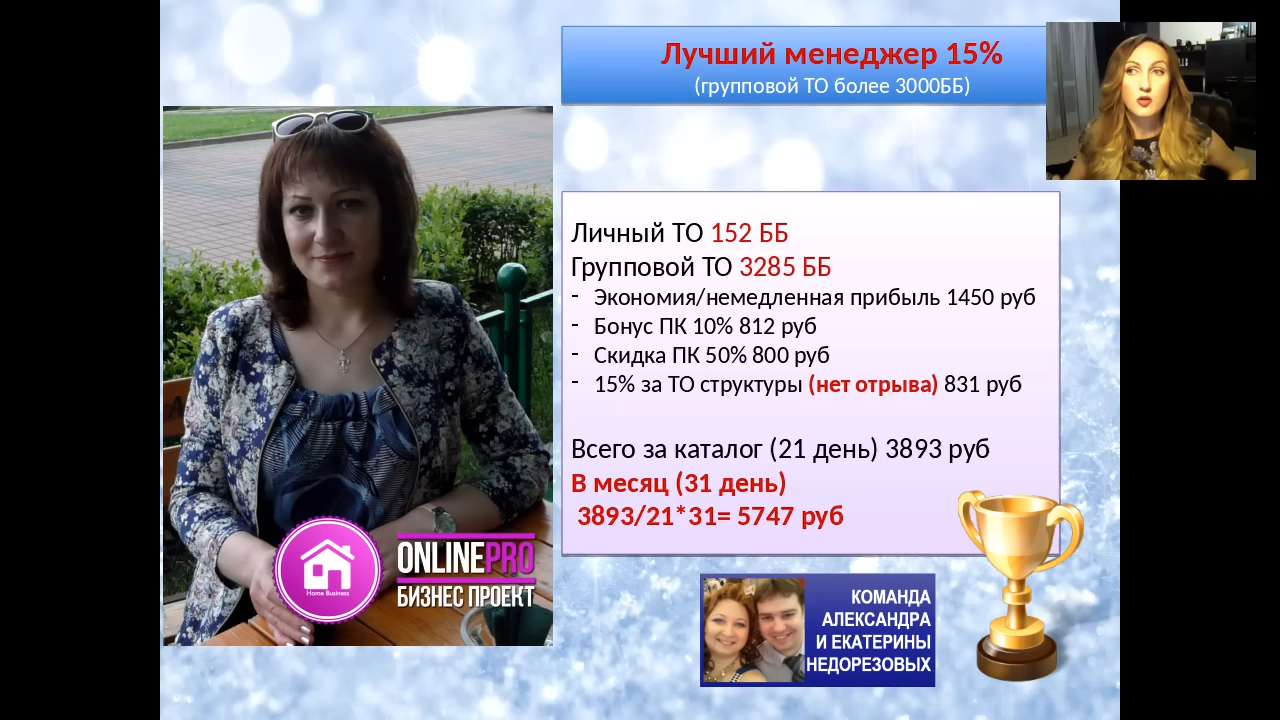 Лучший менеджер 15%
(групповой ТО более 3000ББ)
Личный ТО 152 ББ
Групповой ТО 3285 ББ
- Экономия/немедленная прибыль 1450 руб
- Бонус ПК 10% 812 руб
- Скидка ПК 50% 800 руб
- 15% за ТО структуры (нет отрыва) 831 руб
Всего за каталог (21 день) 3893 руб
В месяц (31 день)
3893/21*31= 5747 руб
Home Business
ONLINEPRO
БИЗНЕС ПРОЕКТ
КОМАНДА
АЛЕКСАНДРА
И ЕКАТЕРИНЫ
НЕДОРЕЗОВЫХ